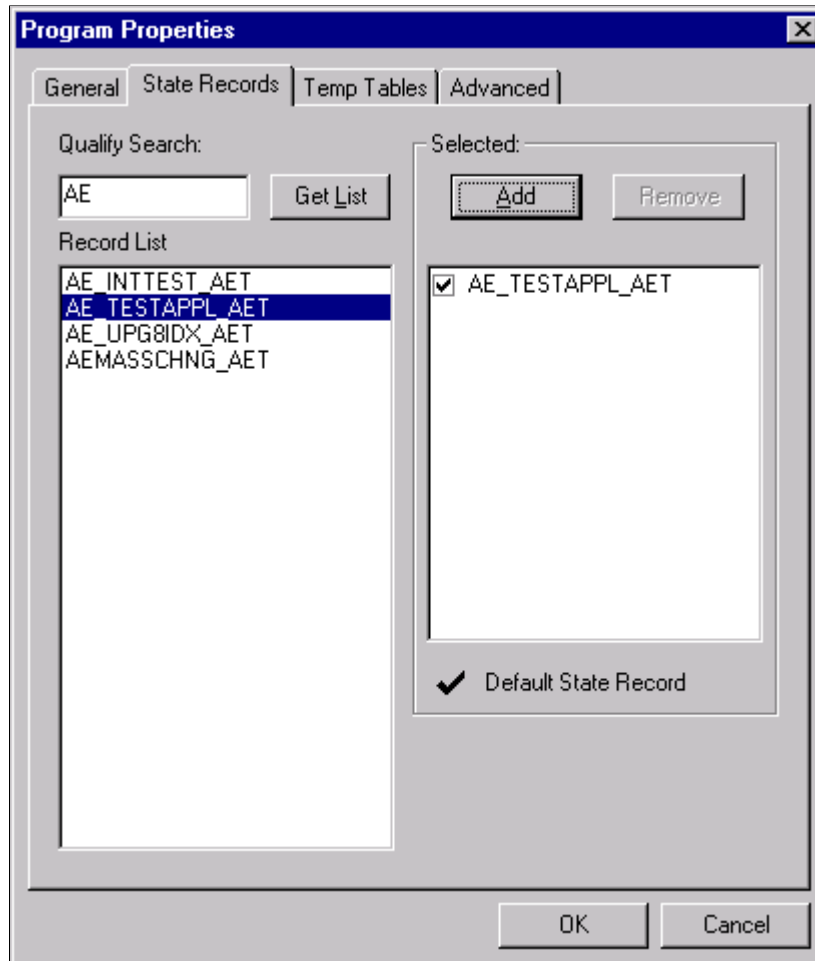 Program Properties
General State Records Temp Tables Advanced
Qualify Search:
AE
Get List
Record List
AE_INTTEST_AET
AE_TESTAPPL_AET
AE_UPG8IDX_AET
AEMASSCHNG_AET
Selected:
Add
Remove
AE_TESTAPPL_AET
Default State Record
OK
Cancel